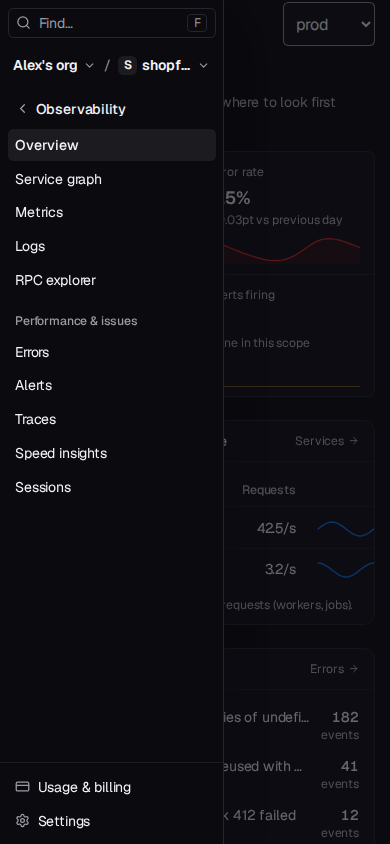 Find...
F
prod
Alex's org / S shopf...
where to look first
Observability
Overview
Service graph
Metrics
Logs
RPC explorer
Performance & issues
Errors
Alerts
Traces
Speed insights
Sessions
Usage & billing
Settings
ror rate
.5%
0.03pt vs previous day
erts firing
ne in this scope
e
Services →
Requests
42.5/s
3.2/s
requests (workers, jobs).
Errors →
ies of undefi... 182
events
eused with ... 41
events
k 412 failed 12
events